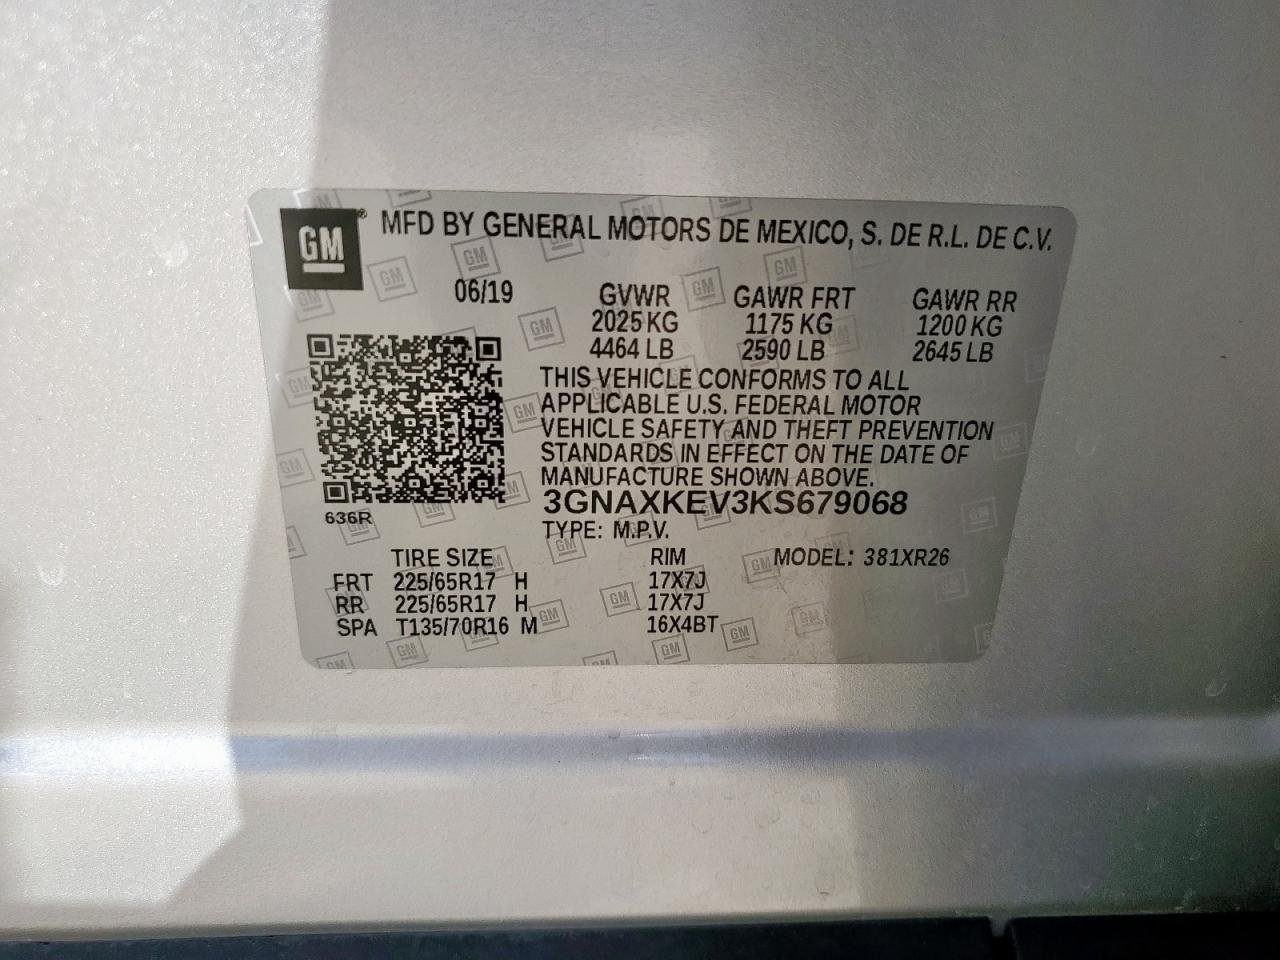 GM® MFD BY GENERAL MOTORS DE MEXICO, S. DE R.L. DE C.V.
06/19 GVWR GAWR FRT GAWR RR
2025 KG 1175 KG 1200 KG
4464 LB 2590 LB 2645 LB
THIS VEHICLE CONFORMS TO ALL
APPLICABLE U.S. FEDERAL MOTOR
VEHICLE SAFETY AND THEFT PREVENTION
STANDARDS IN EFFECT ON THE DATE OF
MANUFACTURE SHOWN ABOVE.
3GNAXKEV3KS679068
636R
TYPE: M.P.V.
TIRE SIZE RIM MODEL: 381XR26
FRT 225/65R17 H 17X7J
RR 225/65R17 H 17X7J
SPA T135/70R16 M 16X4BT